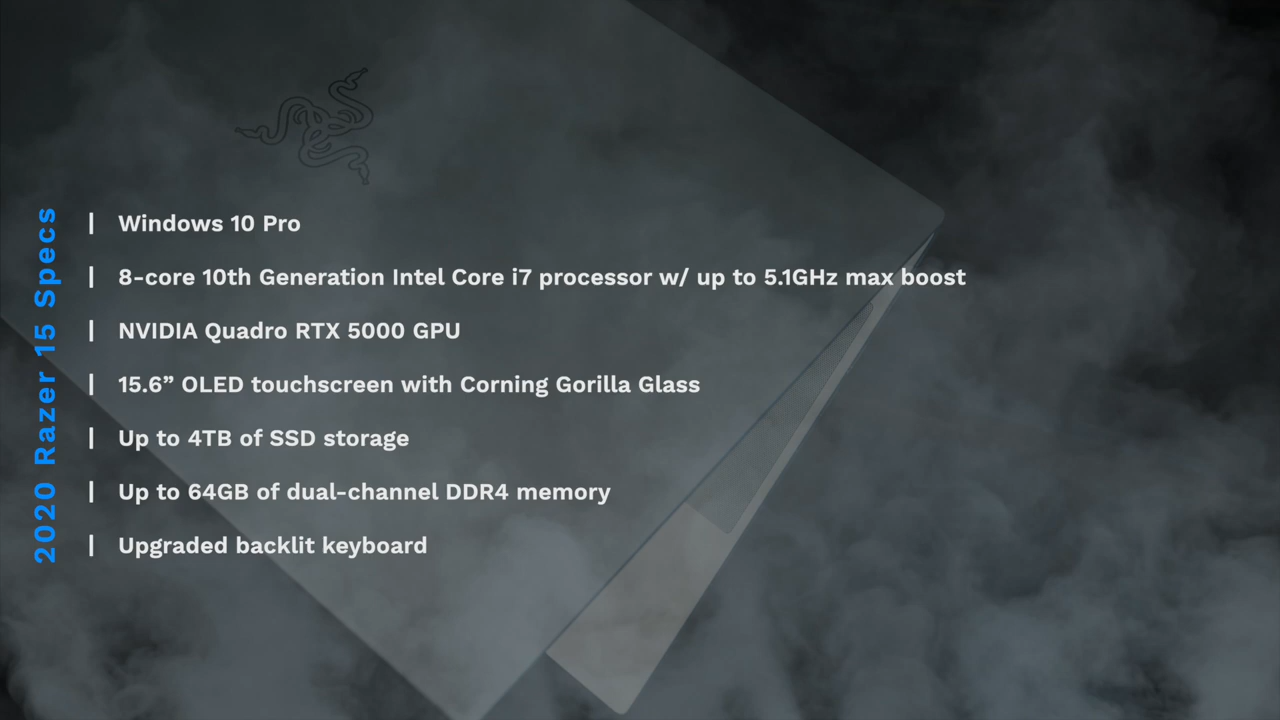 2020 Razer 15 Specs
| Windows 10 Pro
| 8-core 10th Generation Intel Core i7 processor w/ up to 5.1GHz max boost
| NVIDIA Quadro RTX 5000 GPU
| 15.6” OLED touchscreen with Corning Gorilla Glass
| Up to 4TB of SSD storage
| Up to 64GB of dual-channel DDR4 memory
| Upgraded backlit keyboard